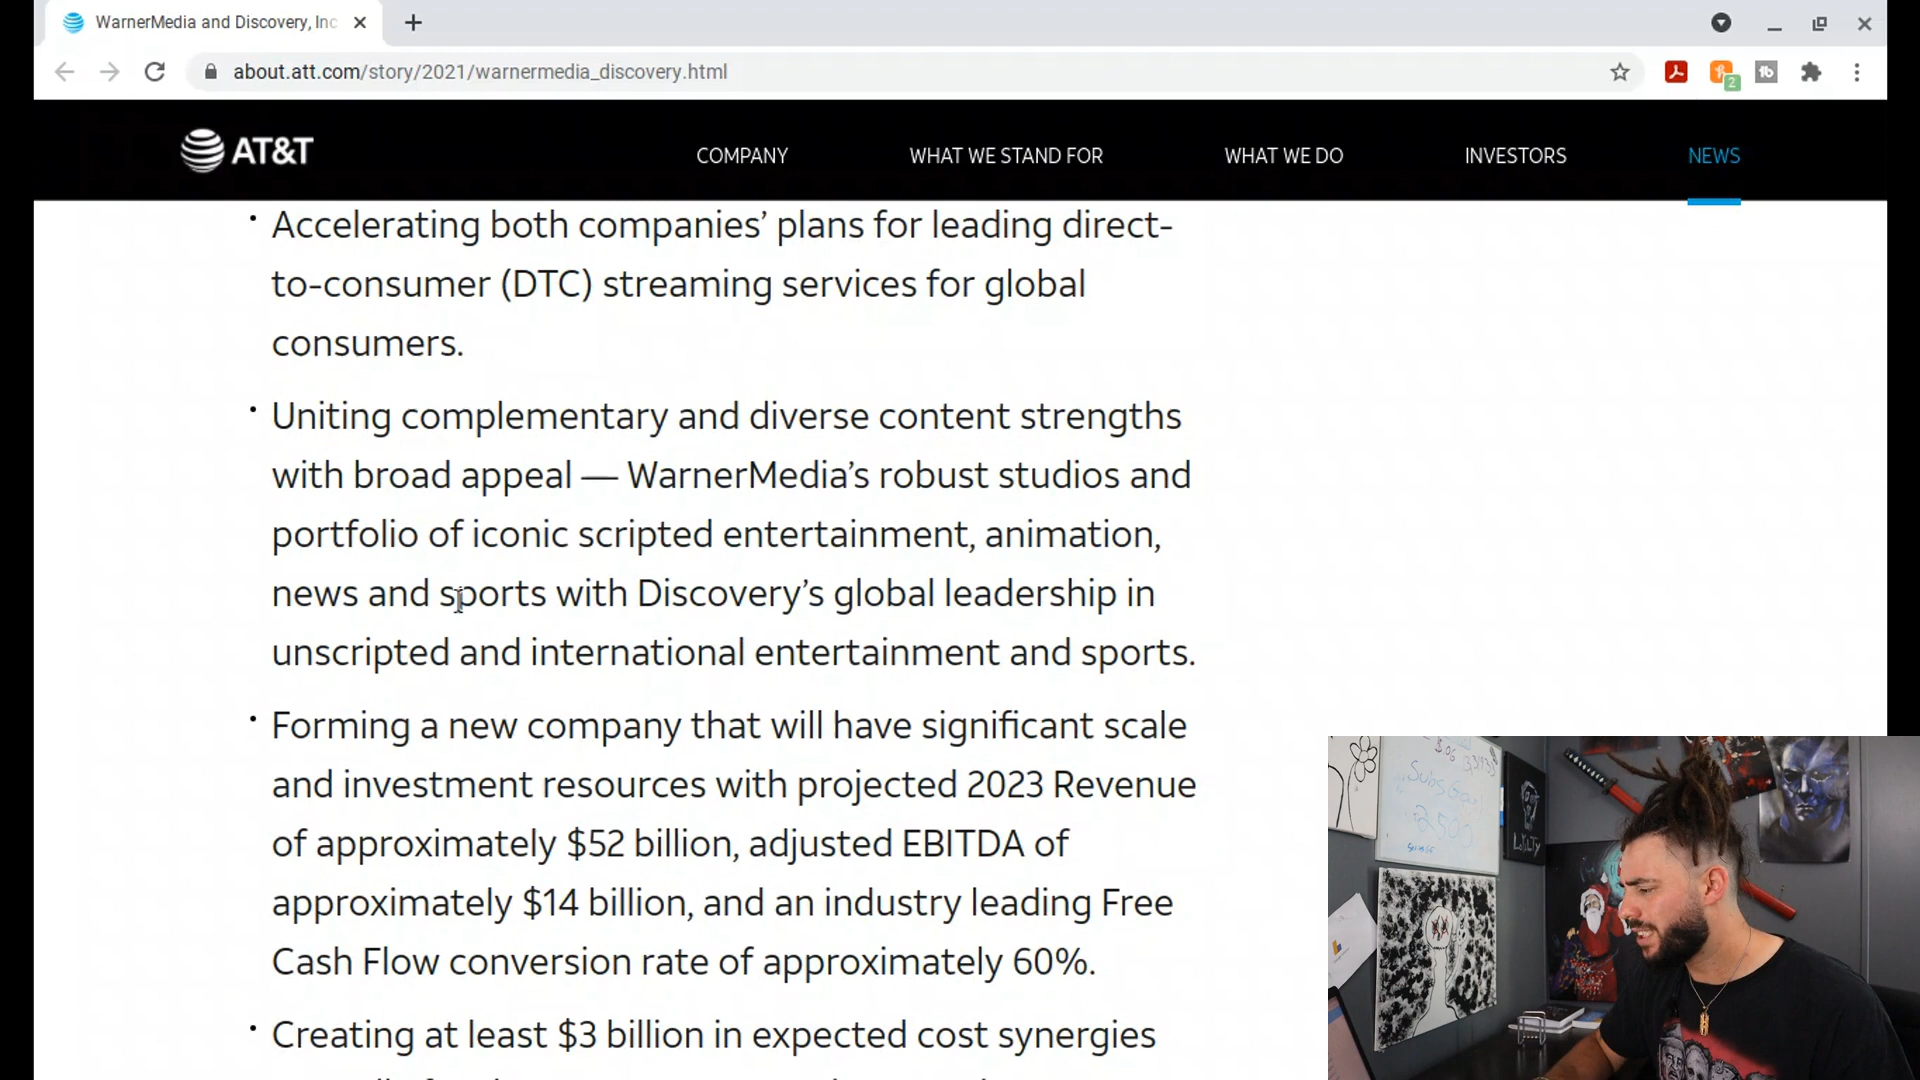 WarnerMedia and Discovery, Inc
about.att.com/story/2021/warnermedia_discovery.html
2
AT&T
COMPANY
WHAT WE STAND FOR
WHAT WE DO
INVESTORS
NEWS
• Accelerating both companies’ plans for leading direct-
to-consumer (DTC) streaming services for global
consumers.
• Uniting complementary and diverse content strengths
with broad appeal — WarnerMedia’s robust studios and
portfolio of iconic scripted entertainment, animation,
news and sports with Discovery’s global leadership in
unscripted and international entertainment and sports.
• Forming a new company that will have significant scale
and investment resources with projected 2023 Revenue
of approximately $52 billion, adjusted EBITDA of
approximately $14 billion, and an industry leading Free
Cash Flow conversion rate of approximately 60%.
• Creating at least $3 billion in expected cost synergies